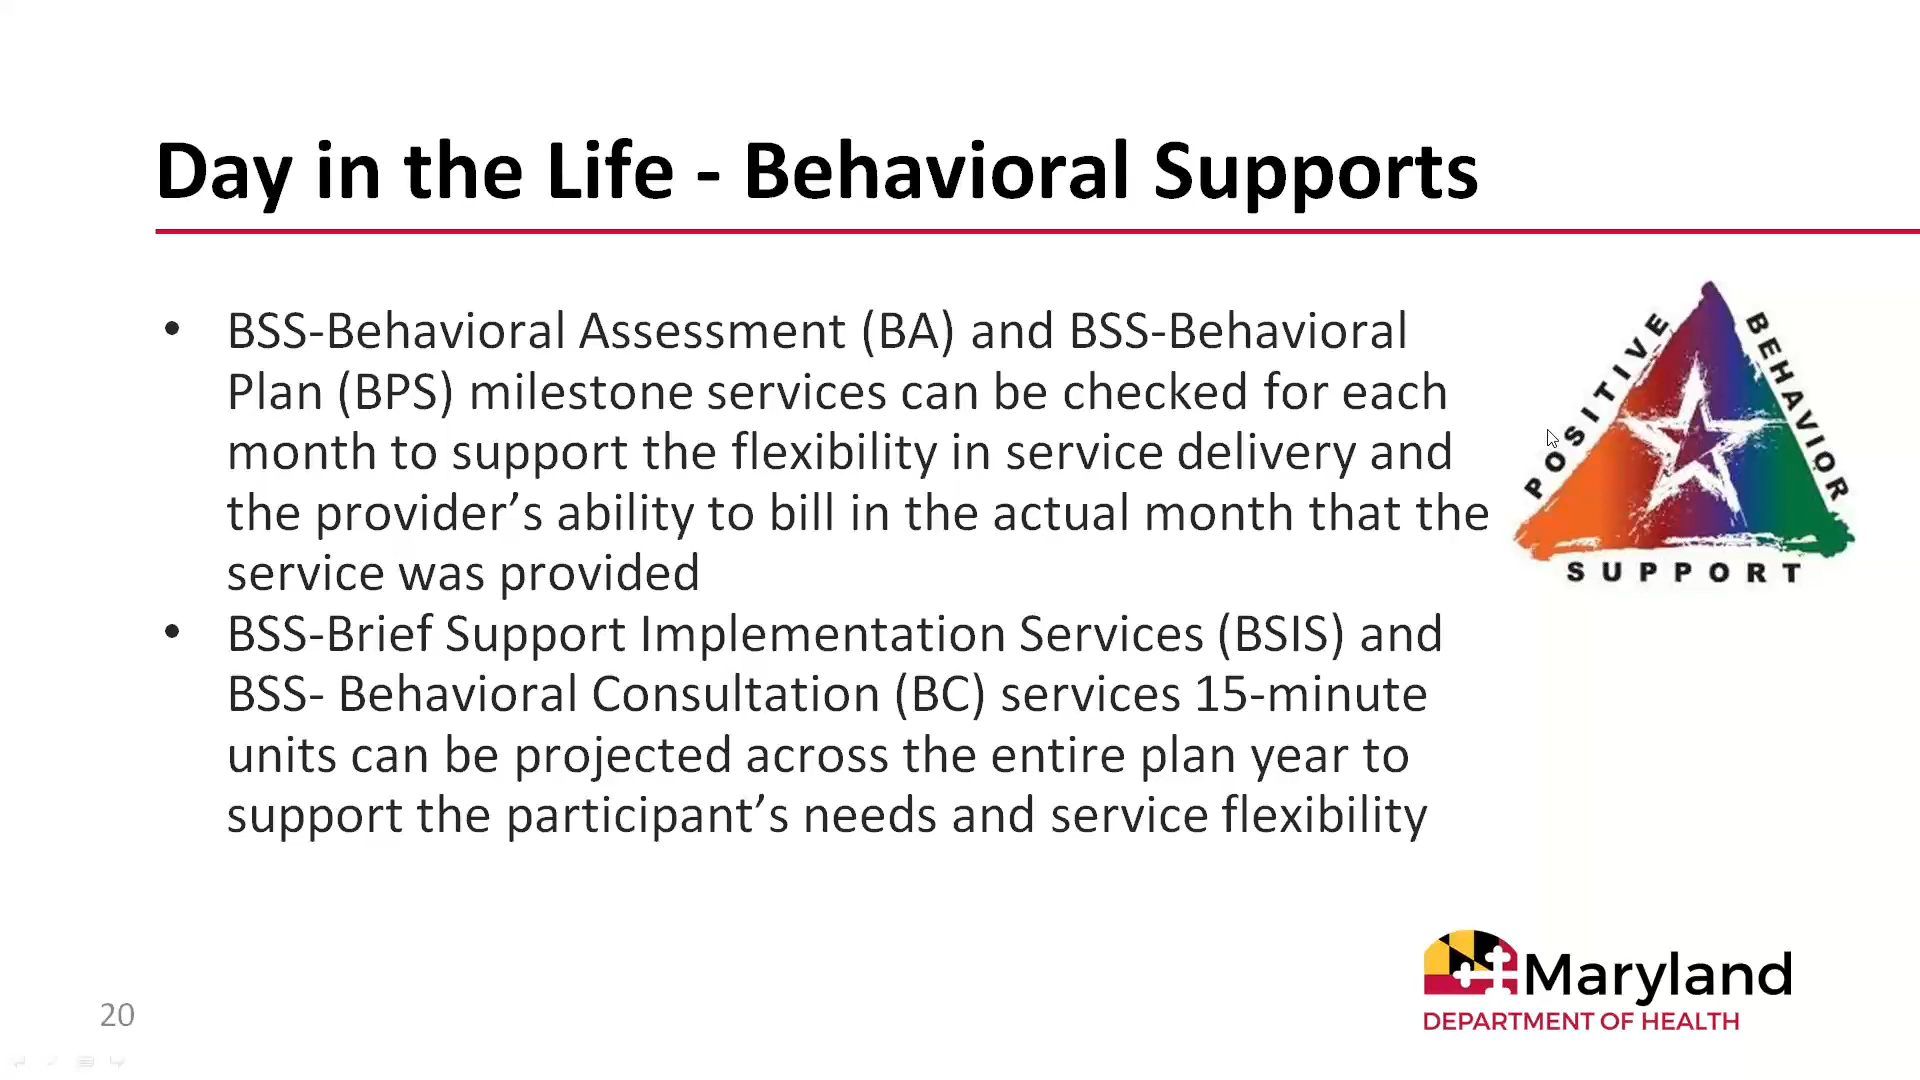 Day in the Life - Behavioral Supports
• BSS-Behavioral Assessment (BA) and BSS-Behavioral
Plan (BPS) milestone services can be checked for each
month to support the flexibility in service delivery and
the provider’s ability to bill in the actual month that the
service was provided
• BSS-Brief Support Implementation Services (BSIS) and
BSS- Behavioral Consultation (BC) services 15-minute
units can be projected across the entire plan year to
support the participant’s needs and service flexibility
POSITIVE
BEHAVIOR
SUPPORT
Maryland
DEPARTMENT OF HEALTH
20